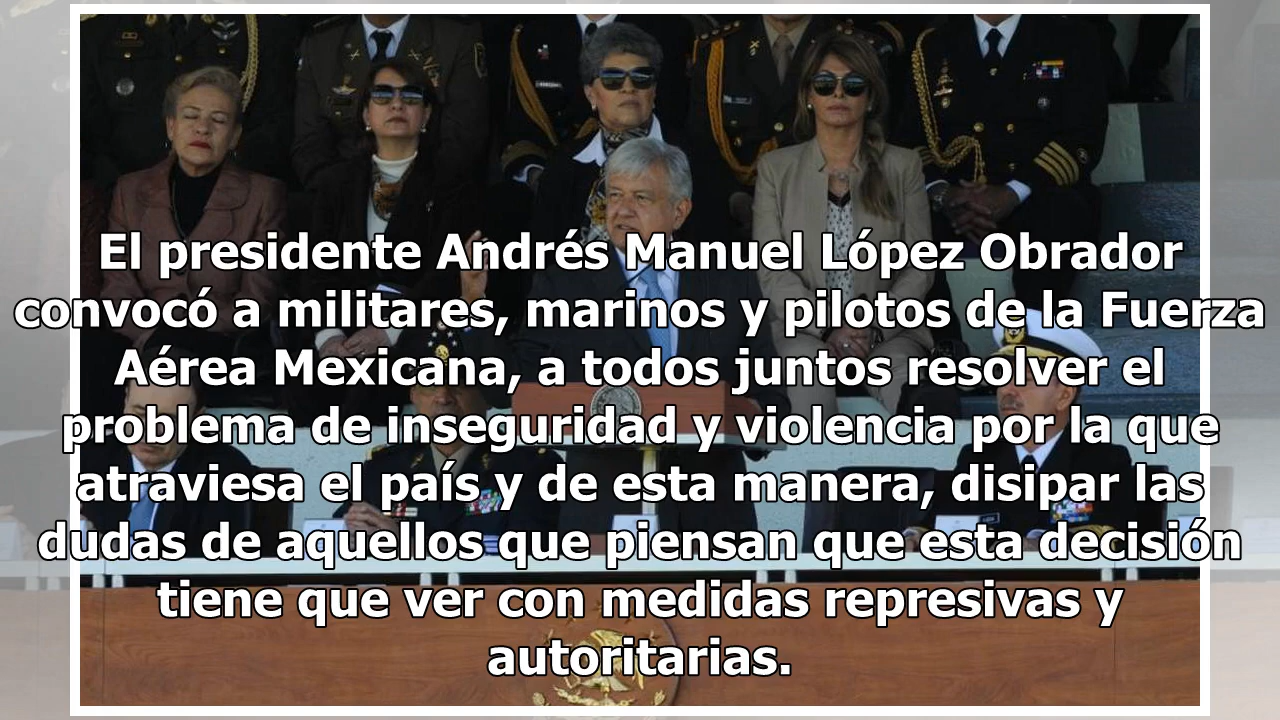 El presidente Andrés Manuel López Obrador
convocó a militares, marinos y pilotos de la Fuerza
Aérea Mexicana, a todos juntos resolver el
problema de inseguridad y violencia por la que
atraviesa el país y de esta manera, disipar las
dudas de aquellos que piensan que esta decisión
tiene que ver con medidas represivas y
autoritarias.